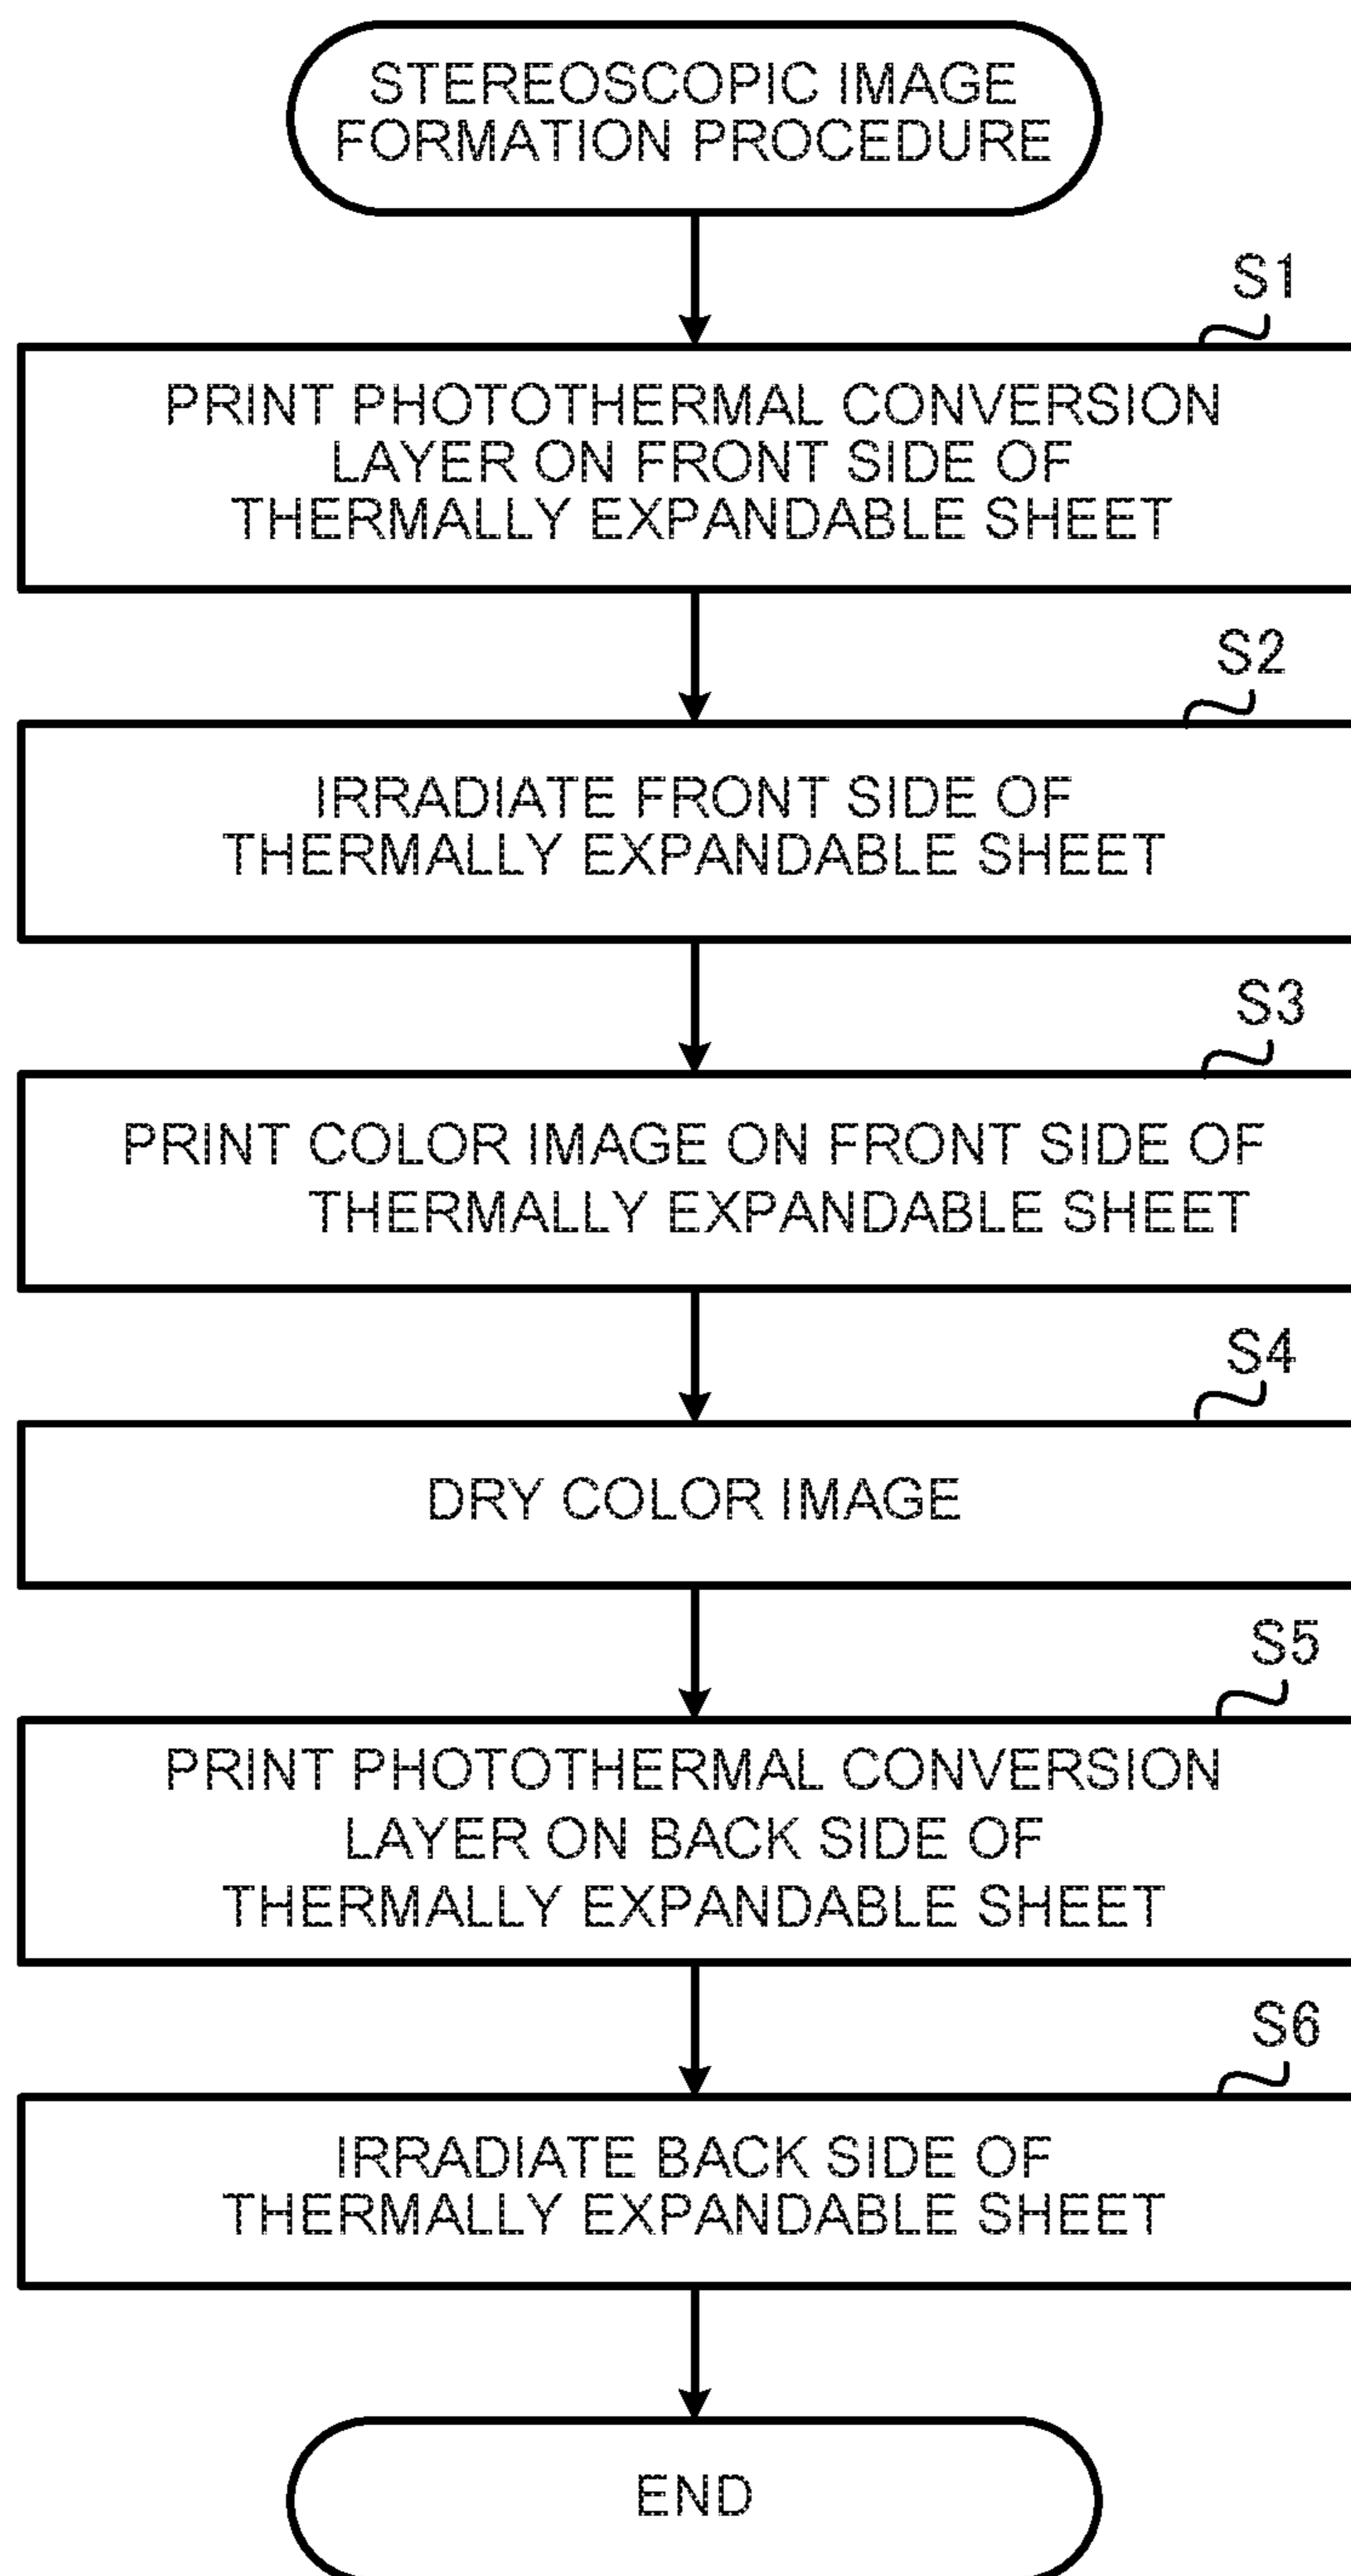 STEREOSCOPIC IMAGE
FORMATION PROCEDURE
S1
PRINT PHOTOTHERMAL CONVERSION
LAYER ON FRONT SIDE OF
THERMALLY EXPANDABLE SHEET
S2
IRRADIATE FRONT SIDE OF
THERMALLY EXPANDABLE SHEET
S3
PRINT COLOR IMAGE ON FRONT SIDE OF
THERMALLY EXPANDABLE SHEET
S4
DRY COLOR IMAGE
S5
PRINT PHOTOTHERMAL CONVERSION
LAYER ON BACK SIDE OF
THERMALLY EXPANDABLE SHEET
S6
IRRADIATE BACK SIDE OF
THERMALLY EXPANDABLE SHEET
END